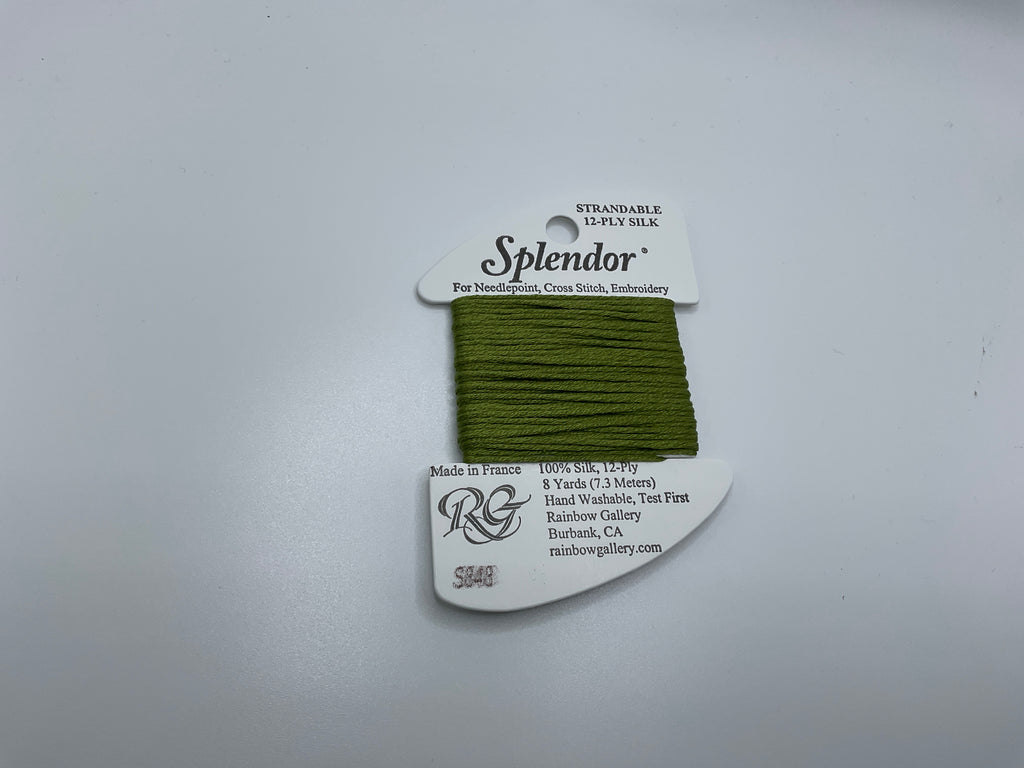 STRANDABLE
12-PLY SILK
Splendor®
For Needlepoint, Cross Stitch, Embroidery
Made in France
RG
100% Silk, 12-Ply
8 Yards (7.3 Meters)
Hand Washable, Test First
Rainbow Gallery
Burbank, CA
rainbowgallery.com
S848